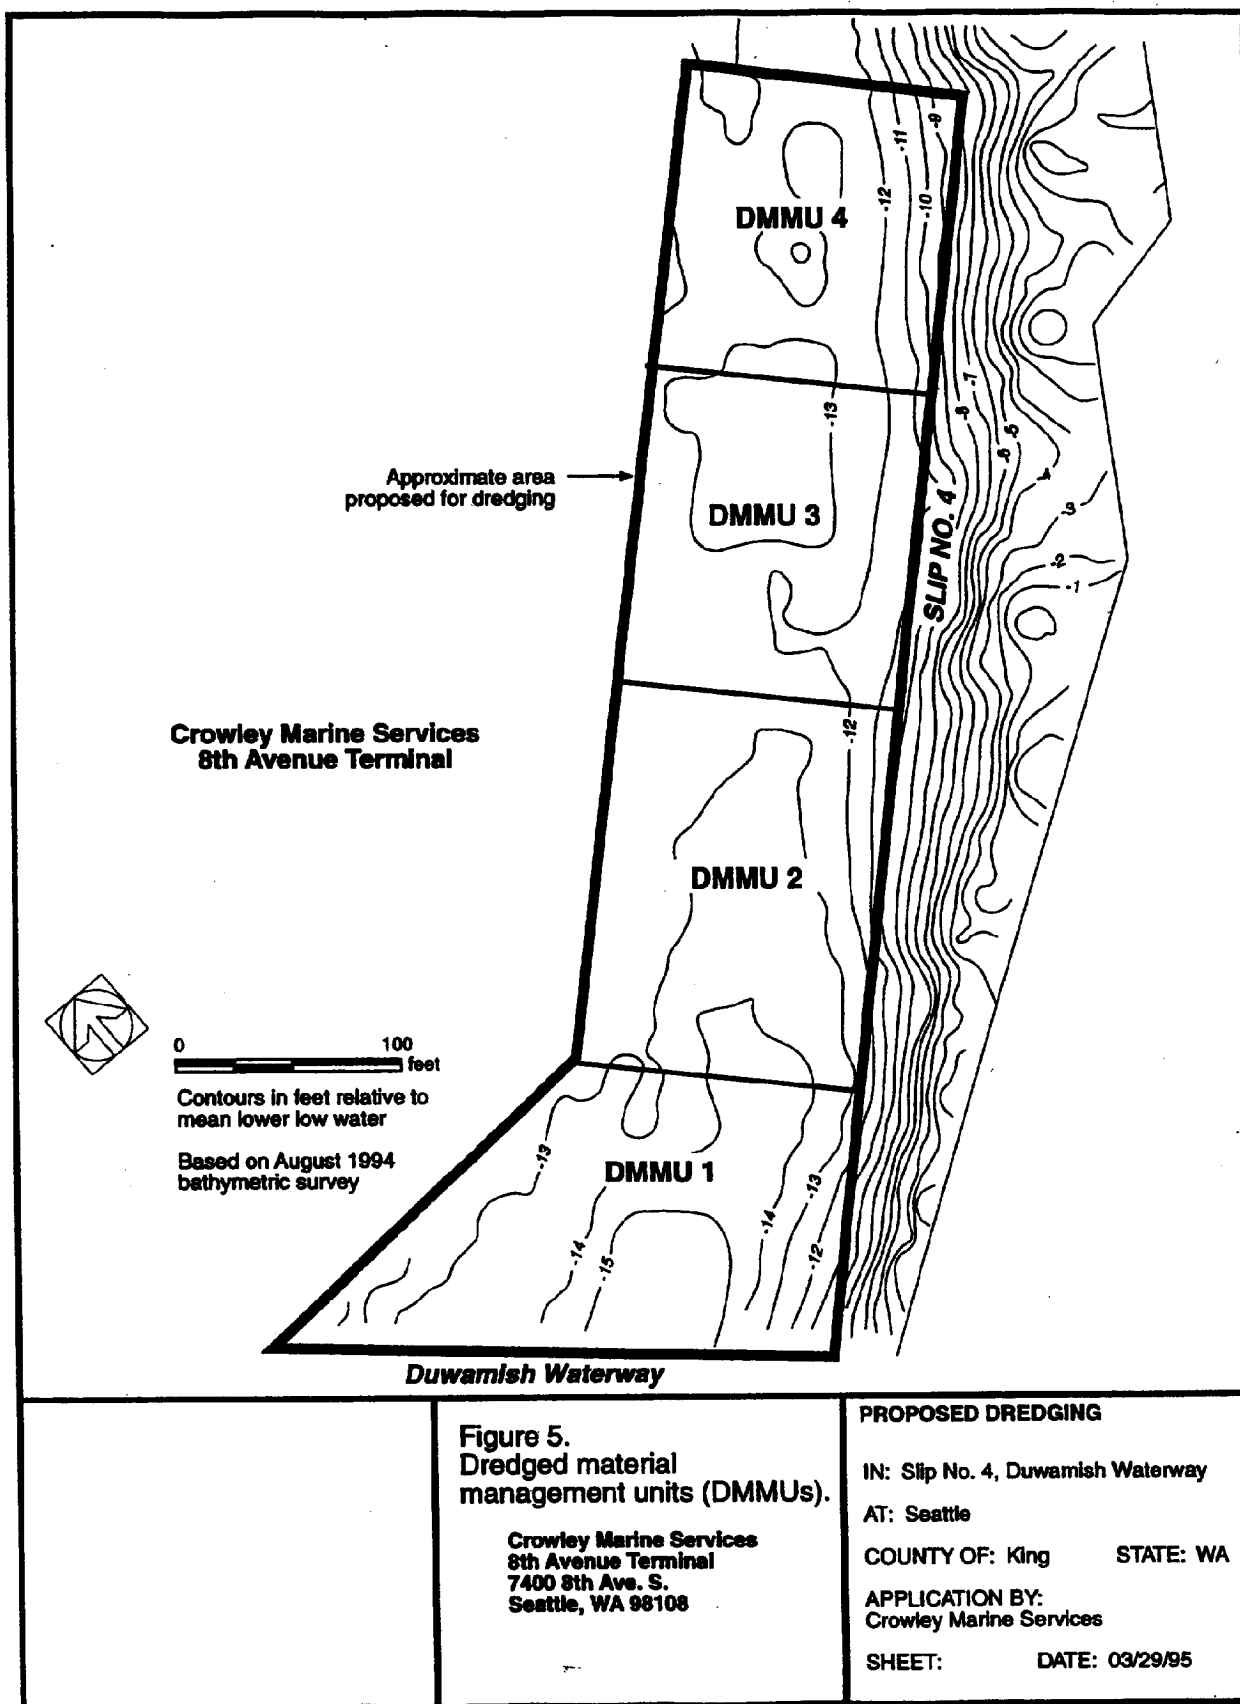 -9
-11
-12
-10
DMMU 4
-7
-8
-13
-5
-6
-4
Approximate area
proposed for dredging
DMMU 3
-3
SLIP NO. 4
-2
-1
Crowley Marine Services
8th Avenue Terminal
-12
DMMU 2
0 100
feet
Contours in feet relative to
mean lower low water
Based on August 1994
bathymetric survey
-13
DMMU 1
-13
-14
-14
-12
-15
Duwamish Waterway
Figure 5.
Dredged material
management units (DMMUs).
Crowley Marine Services
8th Avenue Terminal
7400 8th Ave. S.
Seattle, WA 98108
PROPOSED DREDGING
IN: Slip No. 4, Duwamish Waterway
AT: Seattle
COUNTY OF: King STATE: WA
APPLICATION BY:
Crowley Marine Services
SHEET: DATE: 03/29/95